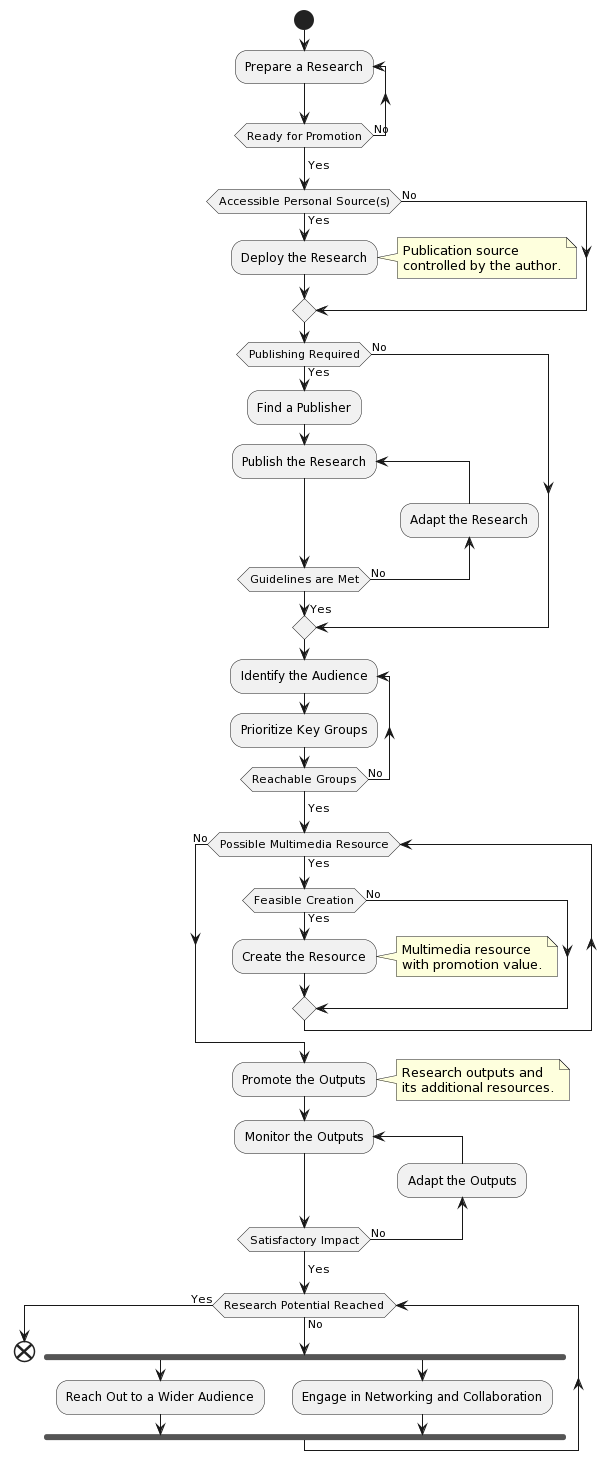 Prepare a Research
No
Ready for Promotion
Yes
Accessible Personal Source(s)
No
Yes
Deploy the Research
Publication source
controlled by the author.
Publishing Required
No
Yes
Find a Publisher
Publish the Research
Adapt the Research
Guidelines are Met
No
Yes
Identify the Audience
Prioritize Key Groups
Reachable Groups
No
Yes
No
Possible Multimedia Resource
Yes
Feasible Creation
No
Yes
Create the Resource
Multimedia resource
with promotion value.
Promote the Outputs
Research outputs and
its additional resources.
Monitor the Outputs
Adapt the Outputs
Satisfactory Impact
No
Yes
Yes
Research Potential Reached
No
Reach Out to a Wider Audience
Engage in Networking and Collaboration